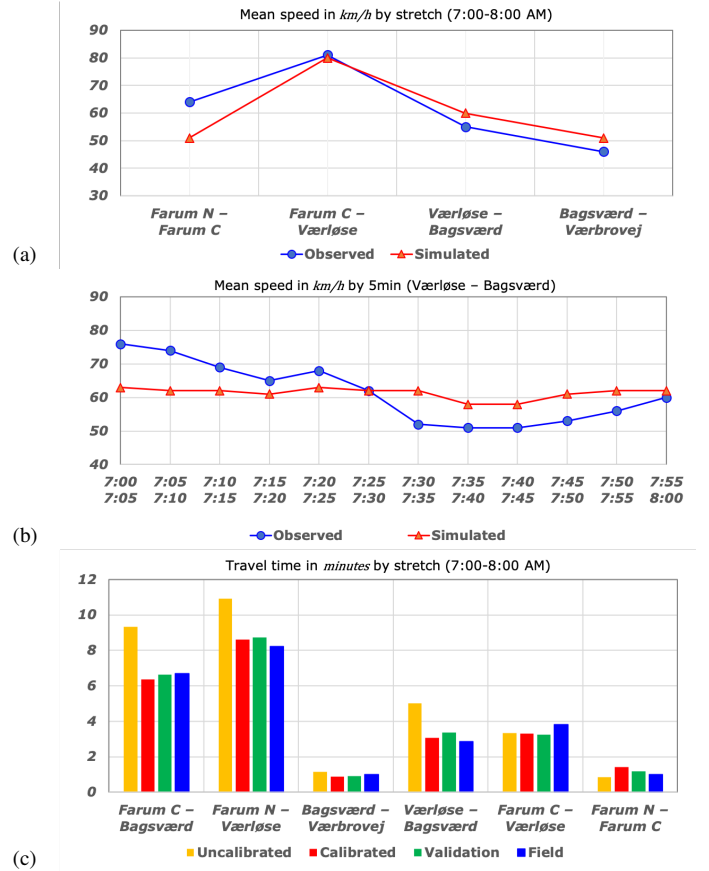 Mean speed in km/h by stretch (7:00-8:00 AM)
90
80
70
60
50
40
30
Farum N – Farum C – Værløse – Bagsværd –
Farum C Værløse Bagsværd Værbrovej
(a)
Observed Simulated
Mean speed in km/h by 5min (Værløse – Bagsværd)
90
80
70
60
50
40
7:00 7:05 7:10 7:15 7:20 7:25 7:30 7:35 7:40 7:45 7:50 7:55
7:05 7:10 7:15 7:20 7:25 7:30 7:35 7:40 7:45 7:50 7:55 8:00
(b)
Observed Simulated
Travel time in minutes by stretch (7:00-8:00 AM)
12
10
8
6
4
2
0
Farum C – Farum N – Bagsværd – Værløse – Farum C – Farum N –
Bagsværd Værløse Værbrovej Bagsværd Værløse Farum C
(c)
Uncalibrated Calibrated Validation Field